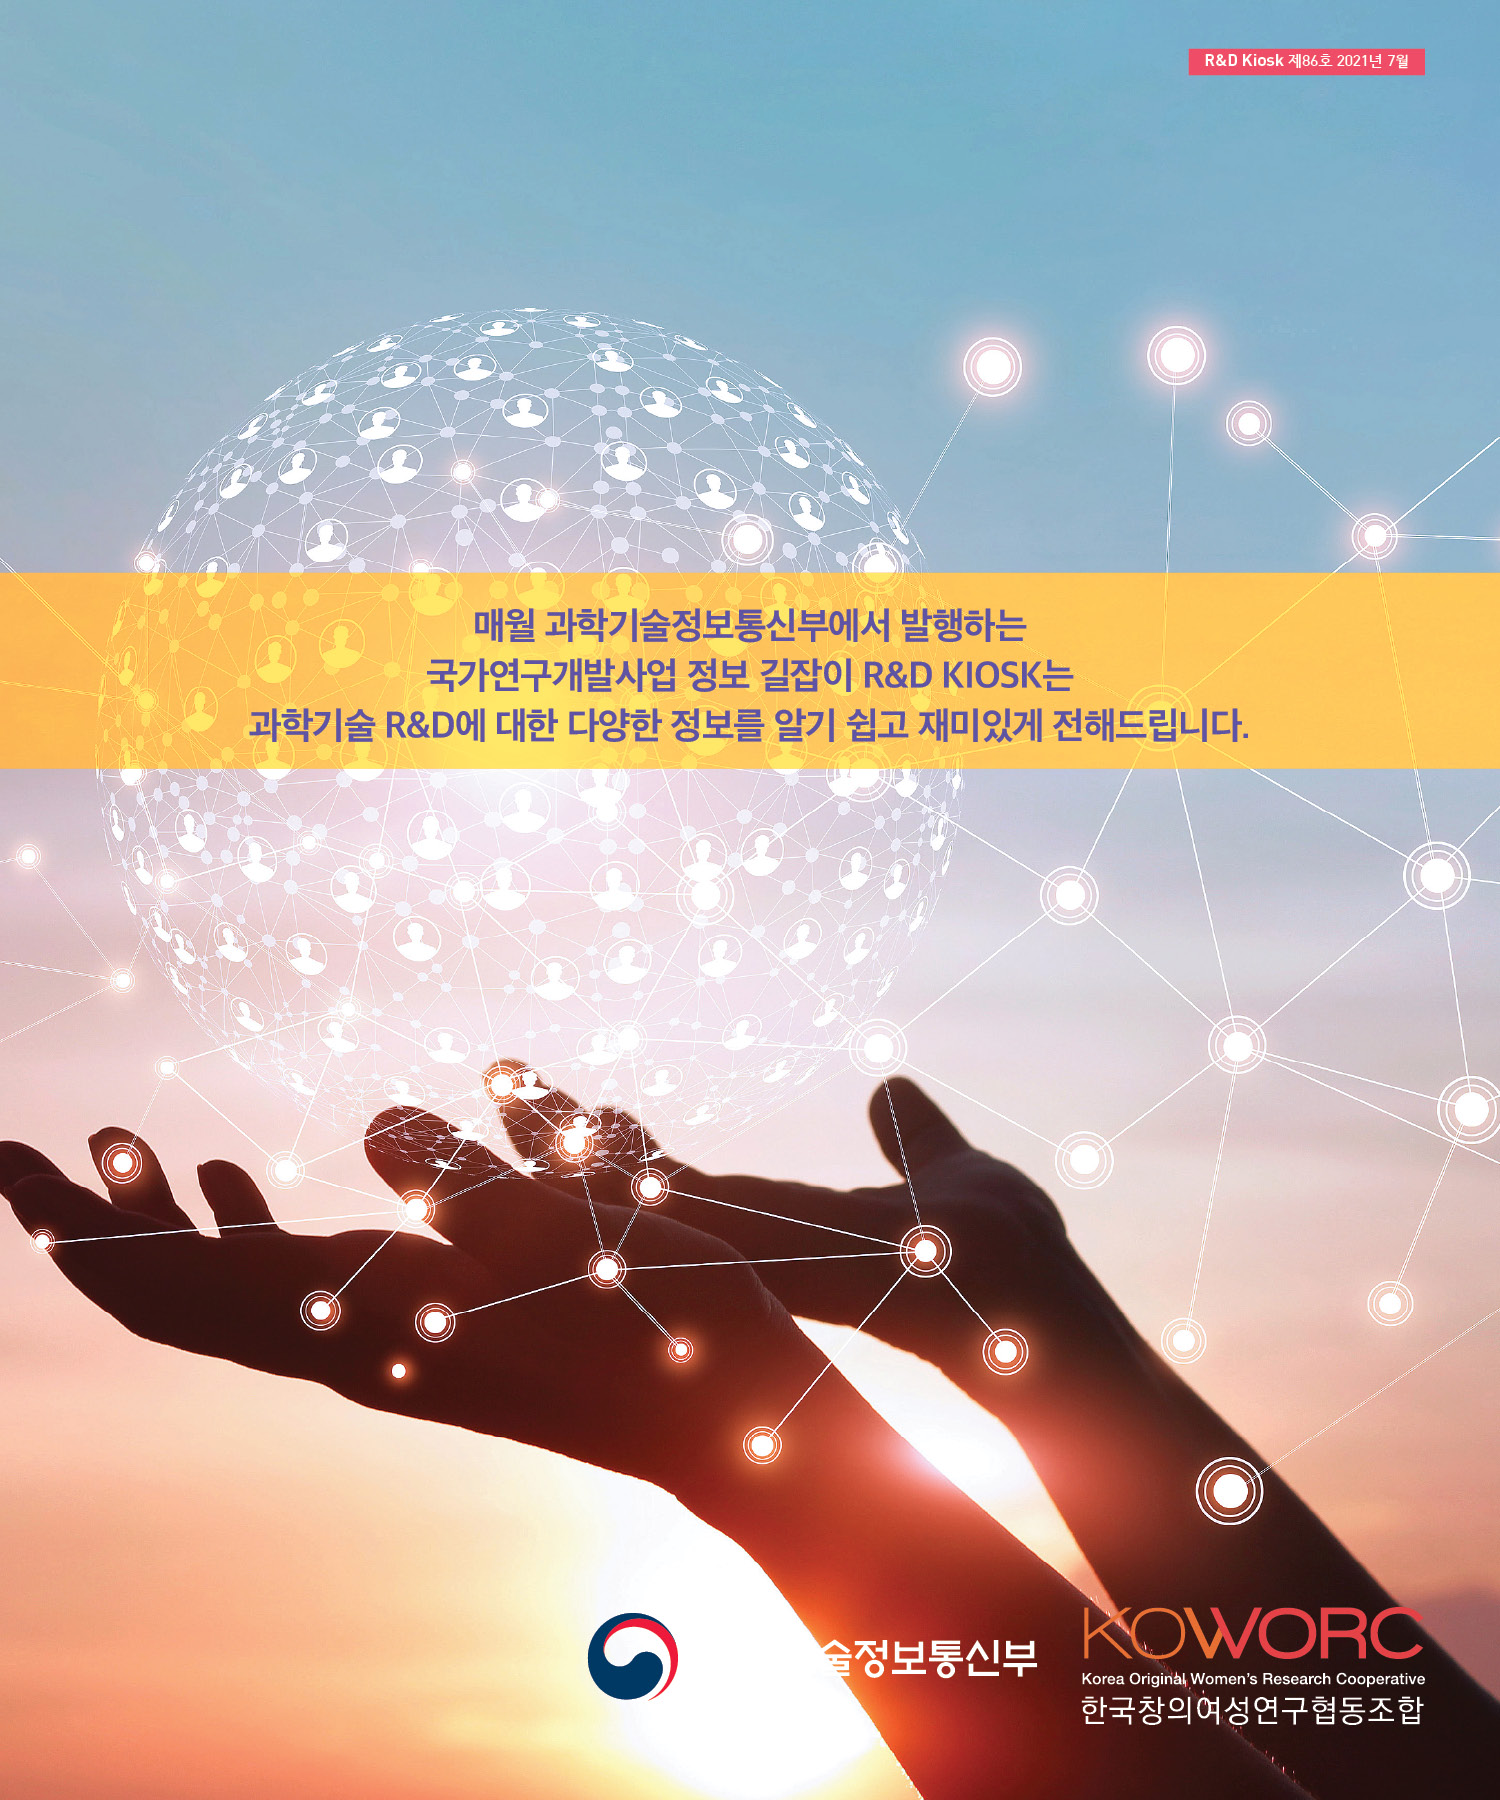 R&D Kiosk 제86호 2021년 7월
매월 과학기술정보통신부에서 발행하는
국가연구개발사업 정보 길잡이 R&D KIOSK는
과학기술 R&D에 대한 다양한 정보를 알기 쉽고 재미있게 전해드립니다.
술정보통신부
KOWORC
Korea Original Women's Research Cooperative
한국창의여성연구협동조합